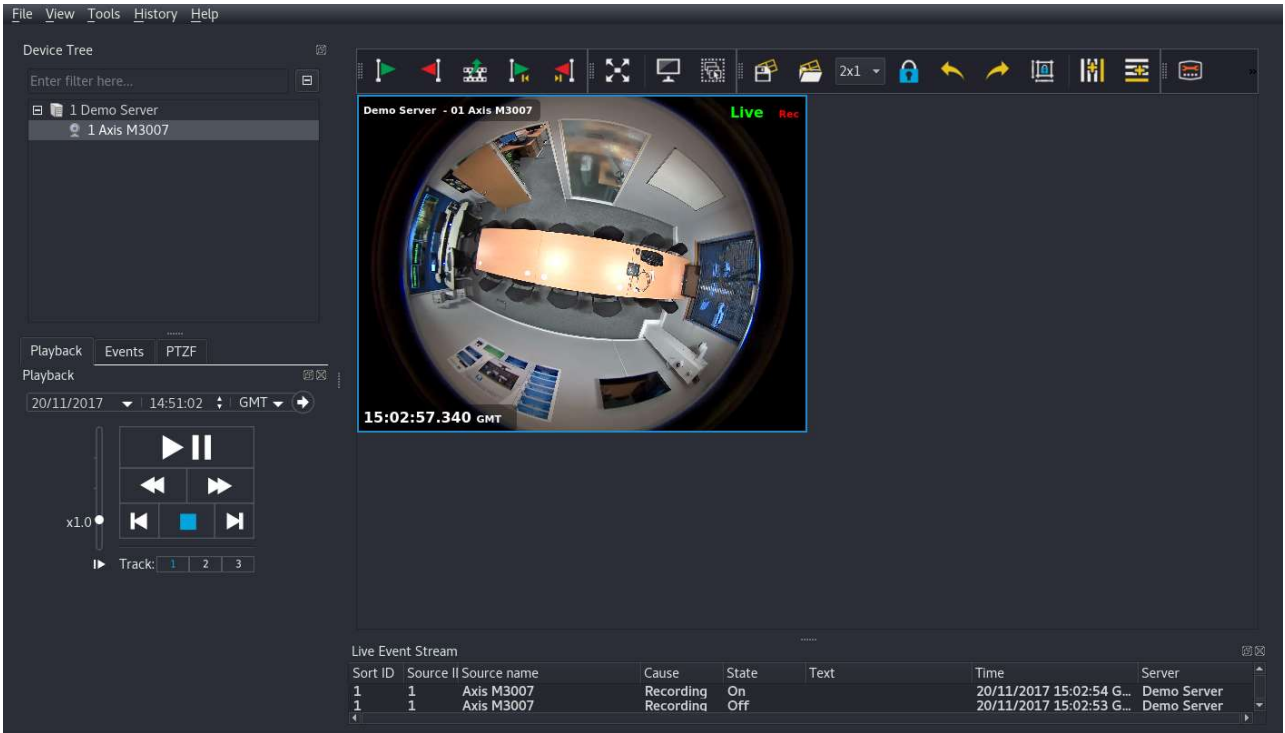 File View Tools History Help
Device Tree
Enter filter here...
1 Demo Server
1 Axis M3007
2x1
Demo Server - 01 Axis M3007
Live Rec
15:02:57.340 GMT
Playback Events PTZF
Playback
20/11/2017 14:51:02 GMT
x1.0
Track: 1 2 3
Live Event Stream
Sort ID Source II Source name Cause State Text Time Server
1 1 Axis M3007 Recording On 20/11/2017 15:02:54 G... Demo Server
1 1 Axis M3007 Recording Off 20/11/2017 15:02:53 G... Demo Server